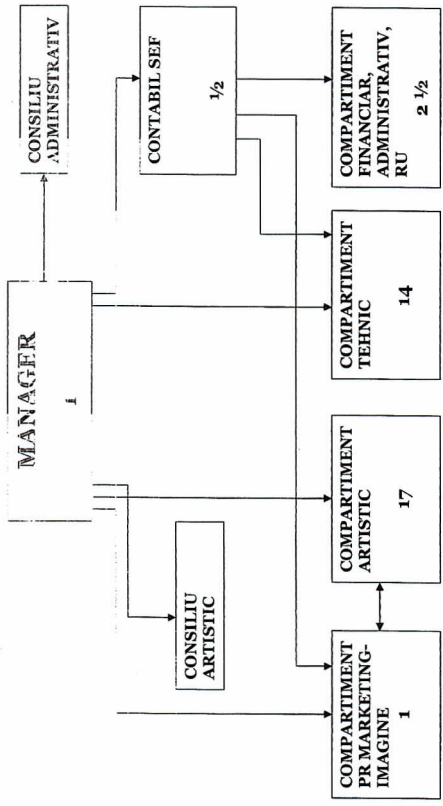 MANAGER
1
CONSILIU
ADMINISTRATIV
CONSILIU
ARTISTIC
CONTABIL SEF
½
COMPARTIMENT
PR MARKETING-
IMAGINE
1
COMPARTIMENT
ARTISTIC
17
COMPARTIMENT
TEHNIC
14
COMPARTIMENT
FINANCIAR,
ADMINISTRATIV,
RU
2 ½